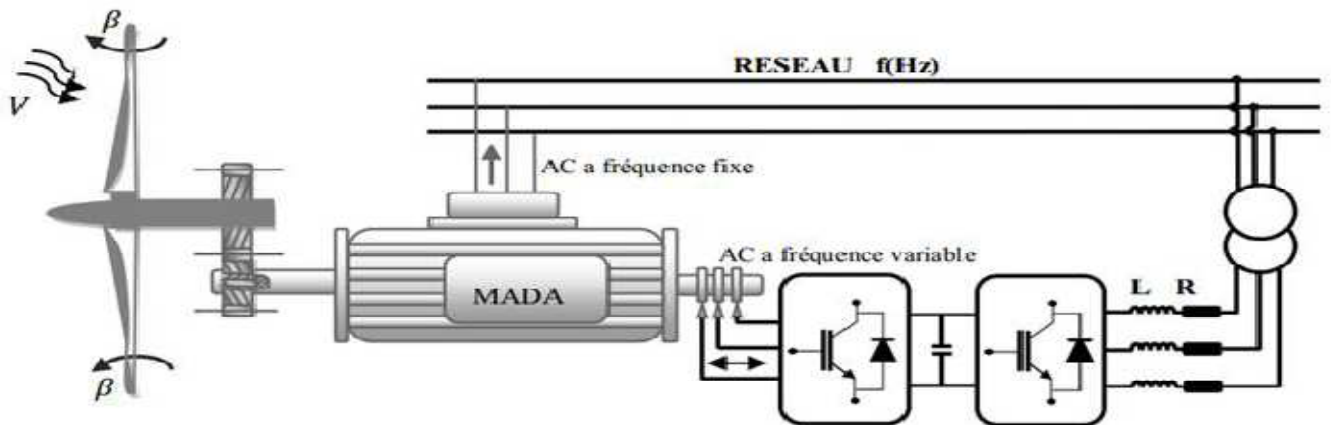 β
V
RESEAU f(Hz)
AC a fréquence fixe
AC a fréquence variable
MADA
L R
β